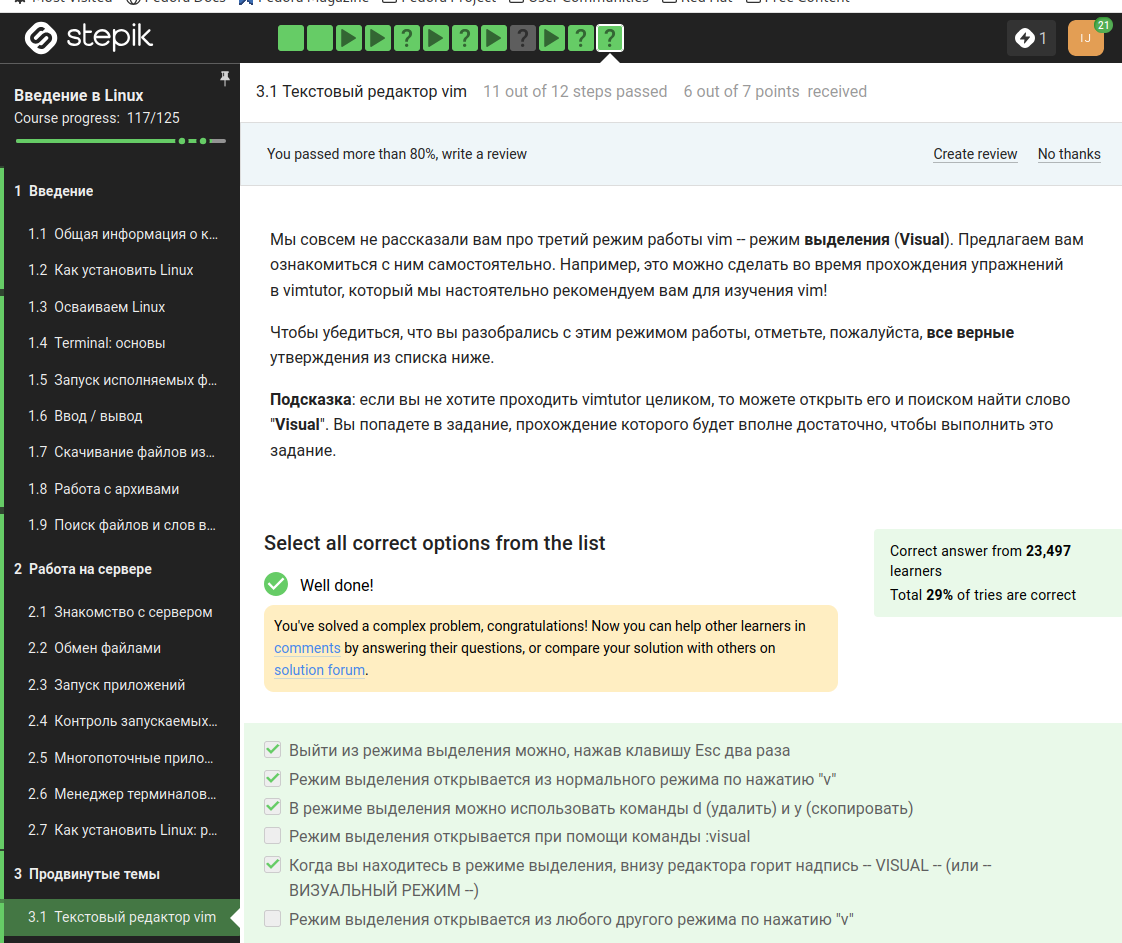 Most Visited Fedora Docs Fedora Magazine Fedora Project User Communities Red Hat Free Content
stepik
? ? ? ? ?
1
IJ
21
Введение в Linux
Course progress: 117/125
1 Введение
1.1 Общая информация о к...
1.2 Как установить Linux
1.3 Осваиваем Linux
1.4 Terminal: основы
1.5 Запуск исполняемых ф...
1.6 Ввод / вывод
1.7 Скачивание файлов из...
1.8 Работа с архивами
1.9 Поиск файлов и слов в...
2 Работа на сервере
2.1 Знакомство с сервером
2.2 Обмен файлами
2.3 Запуск приложений
2.4 Контроль запускаемых...
2.5 Многопоточные прило...
2.6 Менеджер терминалов...
2.7 Как установить Linux: р...
3 Продвинутые темы
3.1 Текстовый редактор vim
3.1 Текстовый редактор vim 11 out of 12 steps passed 6 out of 7 points received
You passed more than 80%, write a review Create review No thanks
Мы совсем не рассказали вам про третий режим работы vim -- режим выделения (Visual). Предлагаем вам
ознакомиться с ним самостоятельно. Например, это можно сделать во время прохождения упражнений
в vimtutor, который мы настоятельно рекомендуем вам для изучения vim!
Чтобы убедиться, что вы разобрались с этим режимом работы, отметьте, пожалуйста, все верные
утверждения из списка ниже.
Подсказка: если вы не хотите проходить vimtutor целиком, то можете открыть его и поиском найти слово
"Visual". Вы попадете в задание, прохождение которого будет вполне достаточно, чтобы выполнить это
задание.
Select all correct options from the list
Well done!
You've solved a complex problem, congratulations! Now you can help other learners in
comments by answering their questions, or compare your solution with others on
solution forum.
Correct answer from 23,497
learners
Total 29% of tries are correct
Выйти из режима выделения можно, нажав клавишу Esc два раза
Режим выделения открывается из нормального режима по нажатию "v"
В режиме выделения можно использовать команды d (удалить) и y (скопировать)
Режим выделения открывается при помощи команды :visual
Когда вы находитесь в режиме выделения, внизу редактора горит надпись -- VISUAL -- (или --
ВИЗУАЛЬНЫЙ РЕЖИМ --)
Режим выделения открывается из любого другого режима по нажатию "v"